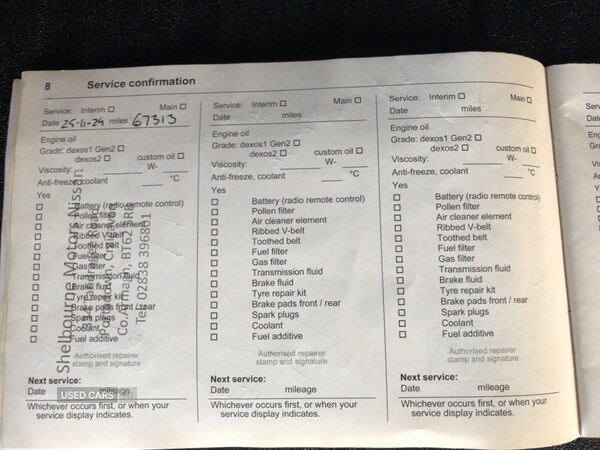 8 Service confirmation
Service: Interim Main
Date 25-11-24 miles 67313
Engine oil
Grade: dexos1 Gen2
dexos2 custom oil
Viscosity: W-
Anti-freeze, coolant
Yes
Battery (radio remote control)
Pollen filter
Air cleaner element
Ribbed V-belt
Toothed belt
Fuel filter
Gas filter
Transmission fluid
Brake fluid
Tyre repair kit
Brake pads front / rear
Spark plugs
Coolant
Fuel additive
Authorised repairer
stamp and signature
Next service:
Date mileage
Whichever occurs first, or when your
service display indicates.
Shelbourne Motors Nissan
Portadown, Craigavon
Co. Armagh, BT62 3RB
Tel: 02838 396801
USED CARS NI
Service: Interim Main
Date miles
Engine oil
Grade: dexos1 Gen2
dexos2 custom oil
Viscosity: W-
Anti-freeze, coolant °C
Yes
Battery (radio remote control)
Pollen filter
Air cleaner element
Ribbed V-belt
Toothed belt
Fuel filter
Gas filter
Transmission fluid
Brake fluid
Tyre repair kit
Brake pads front / rear
Spark plugs
Coolant
Fuel additive
Authorised repairer
stamp and signature
Next service:
Date mileage
Whichever occurs first, or when your
service display indicates.
Service: Interim Main
Date miles
Engine oil
Grade: dexos1 Gen2
dexos2 custom oil
Viscosity: W-
Anti-freeze, coolant °C
Yes
Battery (radio remote control)
Pollen filter
Air cleaner element
Ribbed V-belt
Toothed belt
Fuel filter
Gas filter
Transmission fluid
Brake fluid
Tyre repair kit
Brake pads front / rear
Spark plugs
Coolant
Fuel additive
Authorised repairer
stamp and signature
Next service:
Date mileage
Whichever occurs first, or when your
service display indicates.